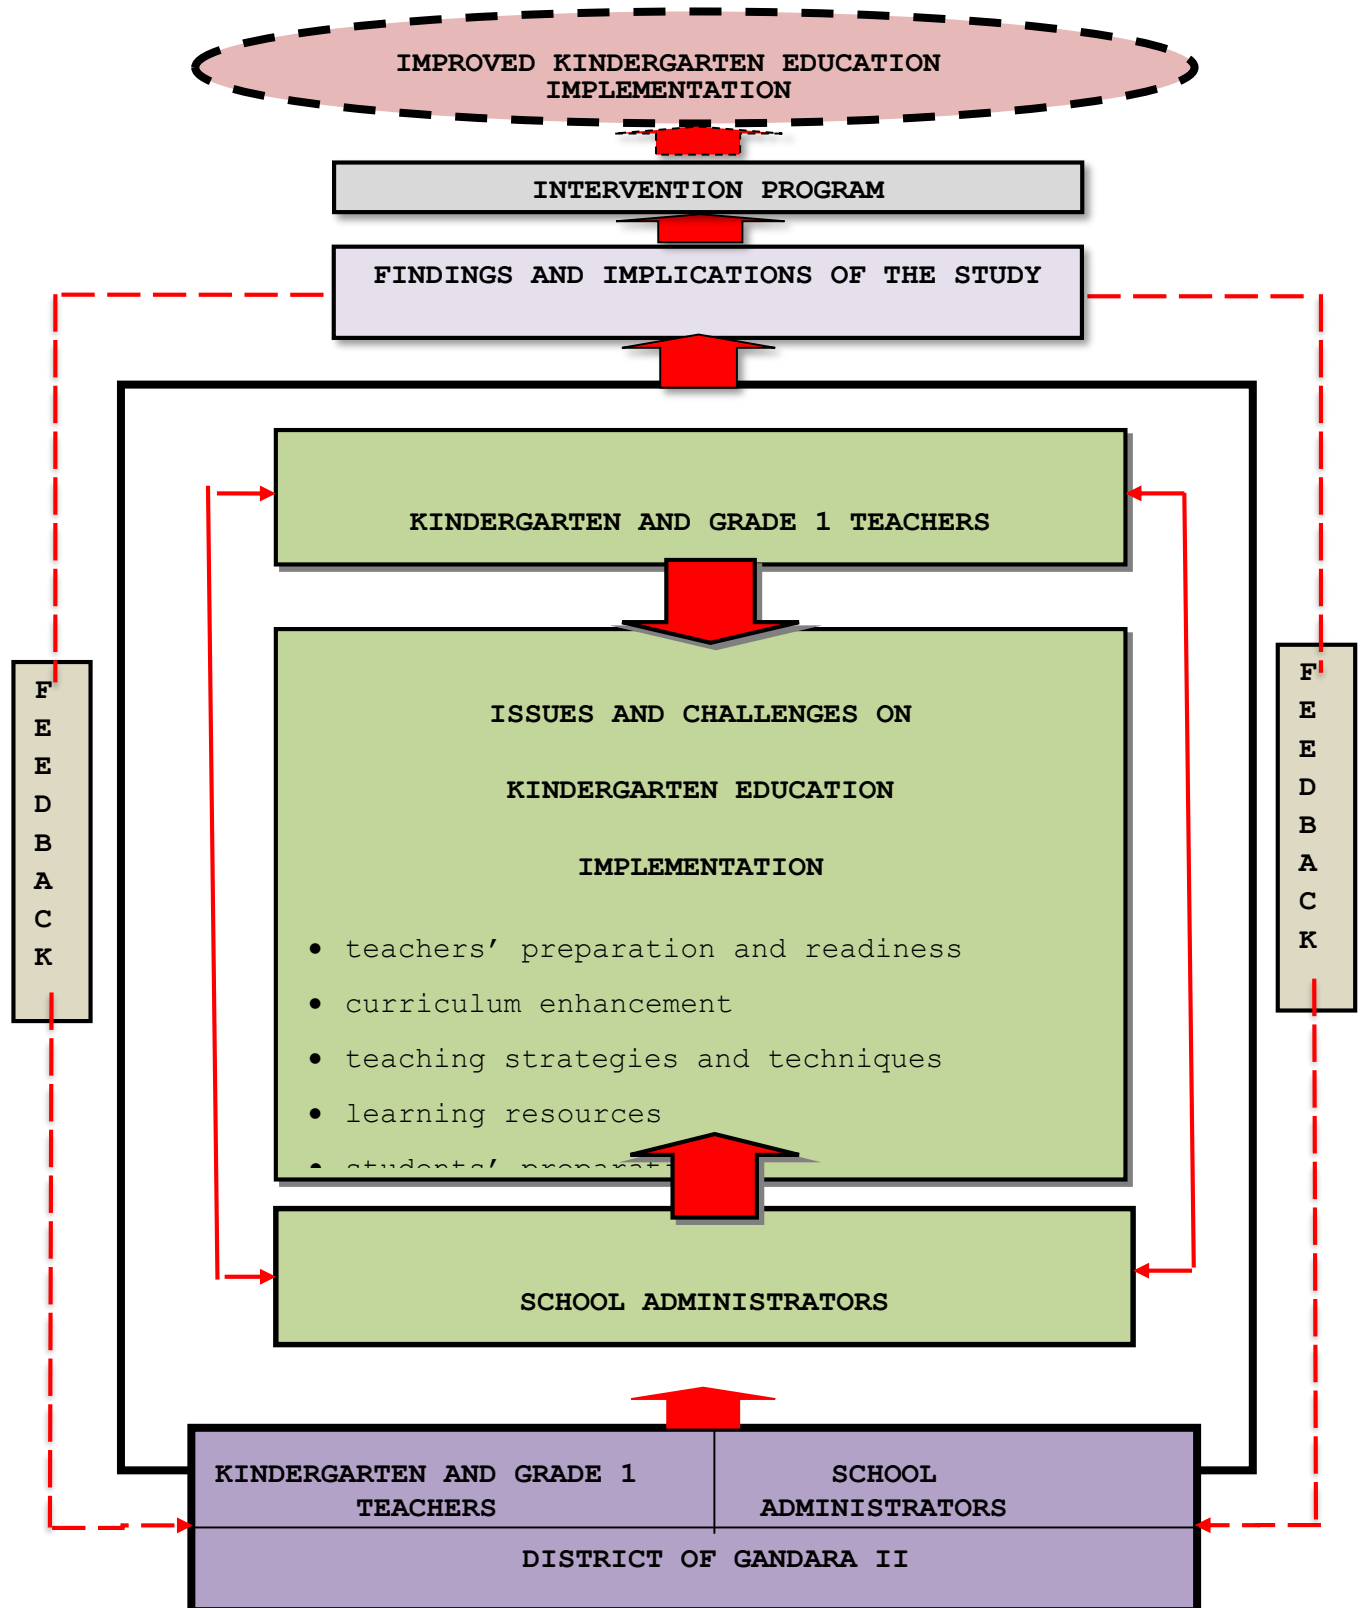 IMPROVED KINDERGARTEN EDUCATION
IMPLEMENTATION
INTERVENTION PROGRAM
FINDINGS AND IMPLICATIONS OF THE STUDY
KINDERGARTEN AND GRADE 1 TEACHERS
ISSUES AND CHALLENGES ON
KINDERGARTEN EDUCATION
IMPLEMENTATION
• teachers’ preparation and readiness
• curriculum enhancement
• teaching strategies and techniques
• learning resources
• students’
SCHOOL ADMINISTRATORS
F
E
E
D
B
A
C
K
F
E
E
D
B
A
C
K
KINDERGARTEN AND GRADE 1
TEACHERS
SCHOOL
ADMINISTRATORS
DISTRICT OF GANDARA II